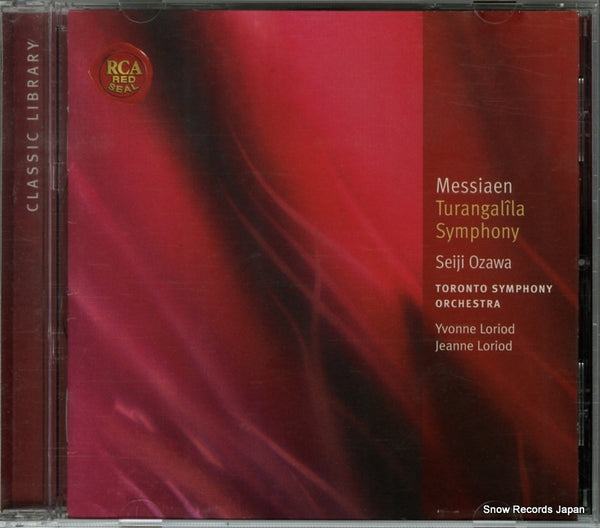 CLASSIC LIBRARY
RCA
RED
SEAL
Messiaen
Turangalîla
Symphony
Seiji Ozawa
TORONTO SYMPHONY
ORCHESTRA
Yvonne Loriod
Jeanne Loriod
Snow Records Japan